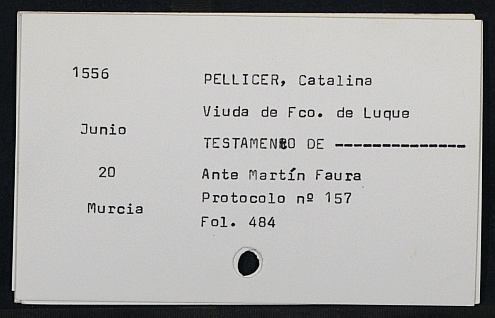 1556
PELLICER, Catalina
Viuda de Fco. de Luque
Junio
TESTAMENTO DE ---------------
20
Ante Martín Faura
Protocolo nº 157
Murcia
Fol. 484